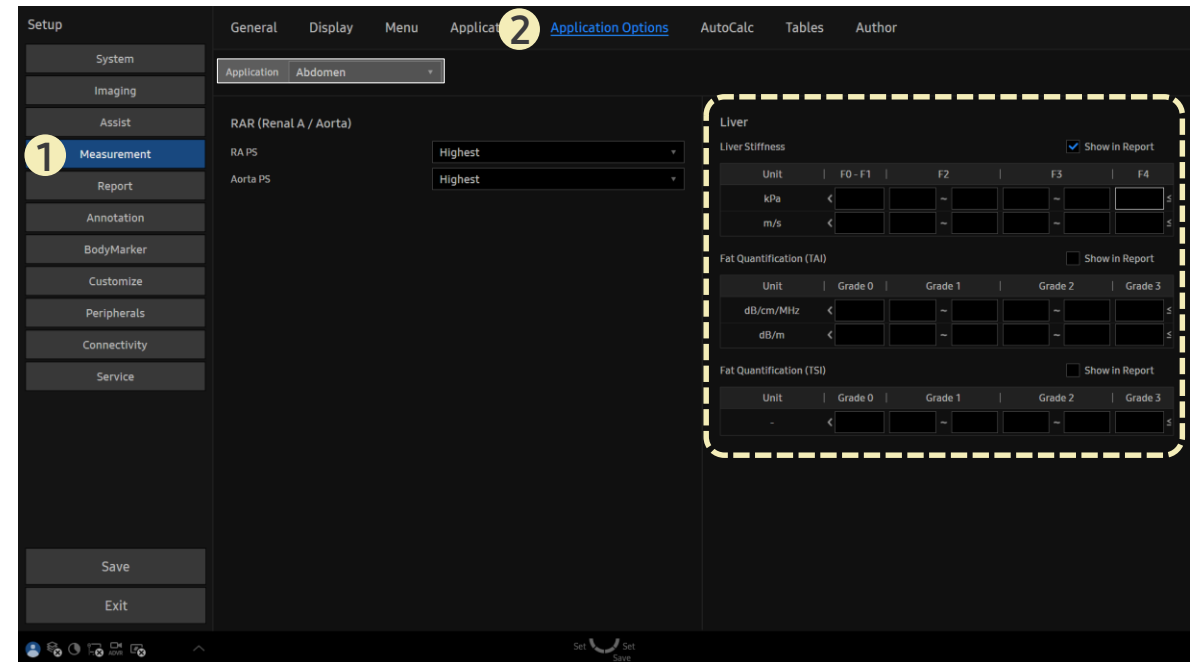 Setup
General Display Menu Applicat 2 Application Options AutoCalc Tables Author
System
Imaging
Assist
1 Measurement
Report
Annotation
BodyMarker
Customize
Peripherals
Connectivity
Service
Save
Exit
Application Abdomen
RAR (Renal A / Aorta)
RA PS Highest
Aorta PS Highest
Liver
Liver Stiffness Show in Report
Unit | F0 - F1 | F2 | F3 | F4
kPa < ~ ~ ≤
m/s < ~ ~ ≤
Fat Quantification (TAI) Show in Report
Unit | Grade 0 | Grade 1 | Grade 2 | Grade 3
dB/cm/MHz < ~ ~ ≤
dB/m < ~ ~ ≤
Fat Quantification (TSI) Show in Report
Unit | Grade 0 | Grade 1 | Grade 2 | Grade 3
- < ~ ~ ≤
ADVR
Set Set
Save